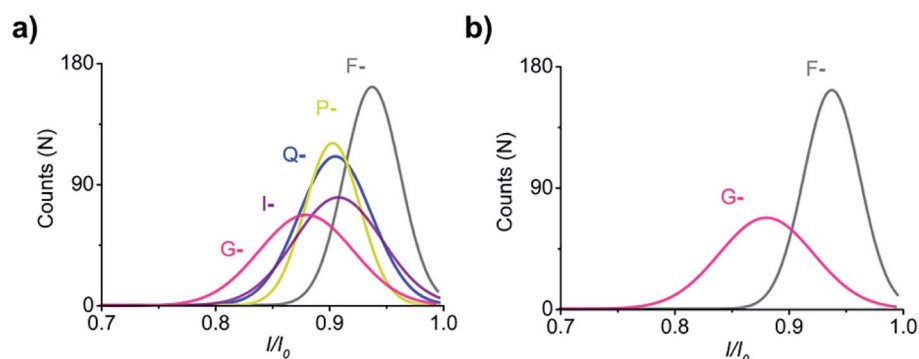 a)
180
90
0
Counts (N)
F-
P-
Q-
I-
G-
0.7
0.8
0.9
1.0
I/I₀
b)
180
90
0
Counts (N)
F-
G-
0.7
0.8
0.9
1.0
I/I₀